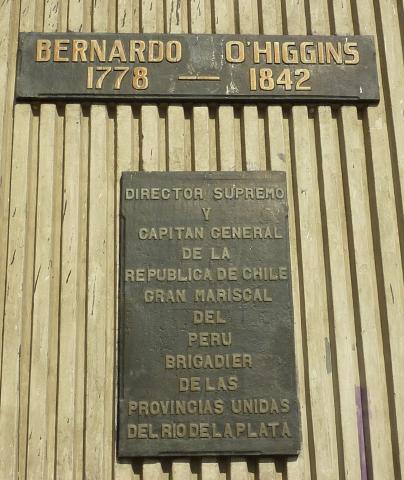 BERNARDO O'HIGGINS
1778 — 1842
DIRECTOR SUPREMO
Y
CAPITAN GENERAL
DE LA
REPUBLICA DE CHILE
GRAN MARISCAL
DEL
PERU
BRIGADIER
DE LAS
PROVINCIAS UNIDAS
DEL RIO DE LA PLATA